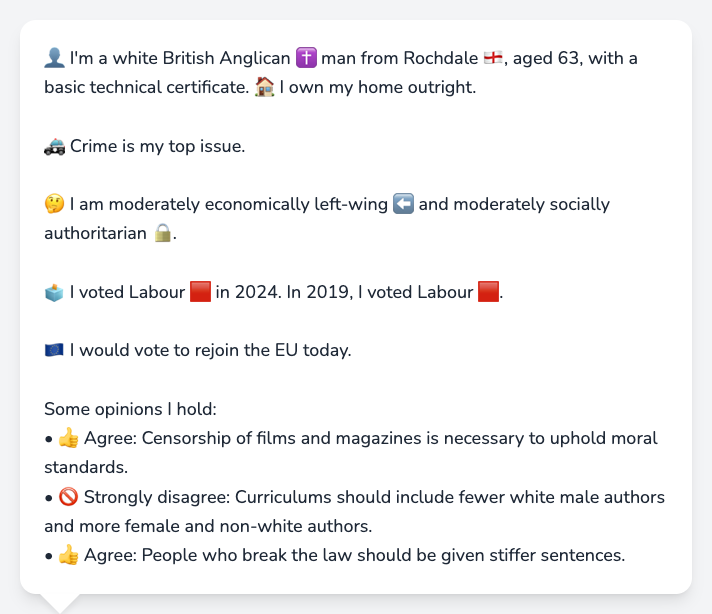 👤 I'm a white British Anglican ✝️ man from Rochdale 🏴󠁧󠁢󠁥󠁮󠁧󠁿, aged 63, with a
basic technical certificate. 🏠 I own my home outright.
🚓 Crime is my top issue.
🤔 I am moderately economically left-wing ⬅️ and moderately socially
authoritarian 🔒.
🗳️ I voted Labour 🟥 in 2024. In 2019, I voted Labour 🟥.
🇪🇺 I would vote to rejoin the EU today.
Some opinions I hold:
• 👍 Agree: Censorship of films and magazines is necessary to uphold moral
standards.
• 🚫 Strongly disagree: Curriculums should include fewer white male authors
and more female and non-white authors.
• 👍 Agree: People who break the law should be given stiffer sentences.